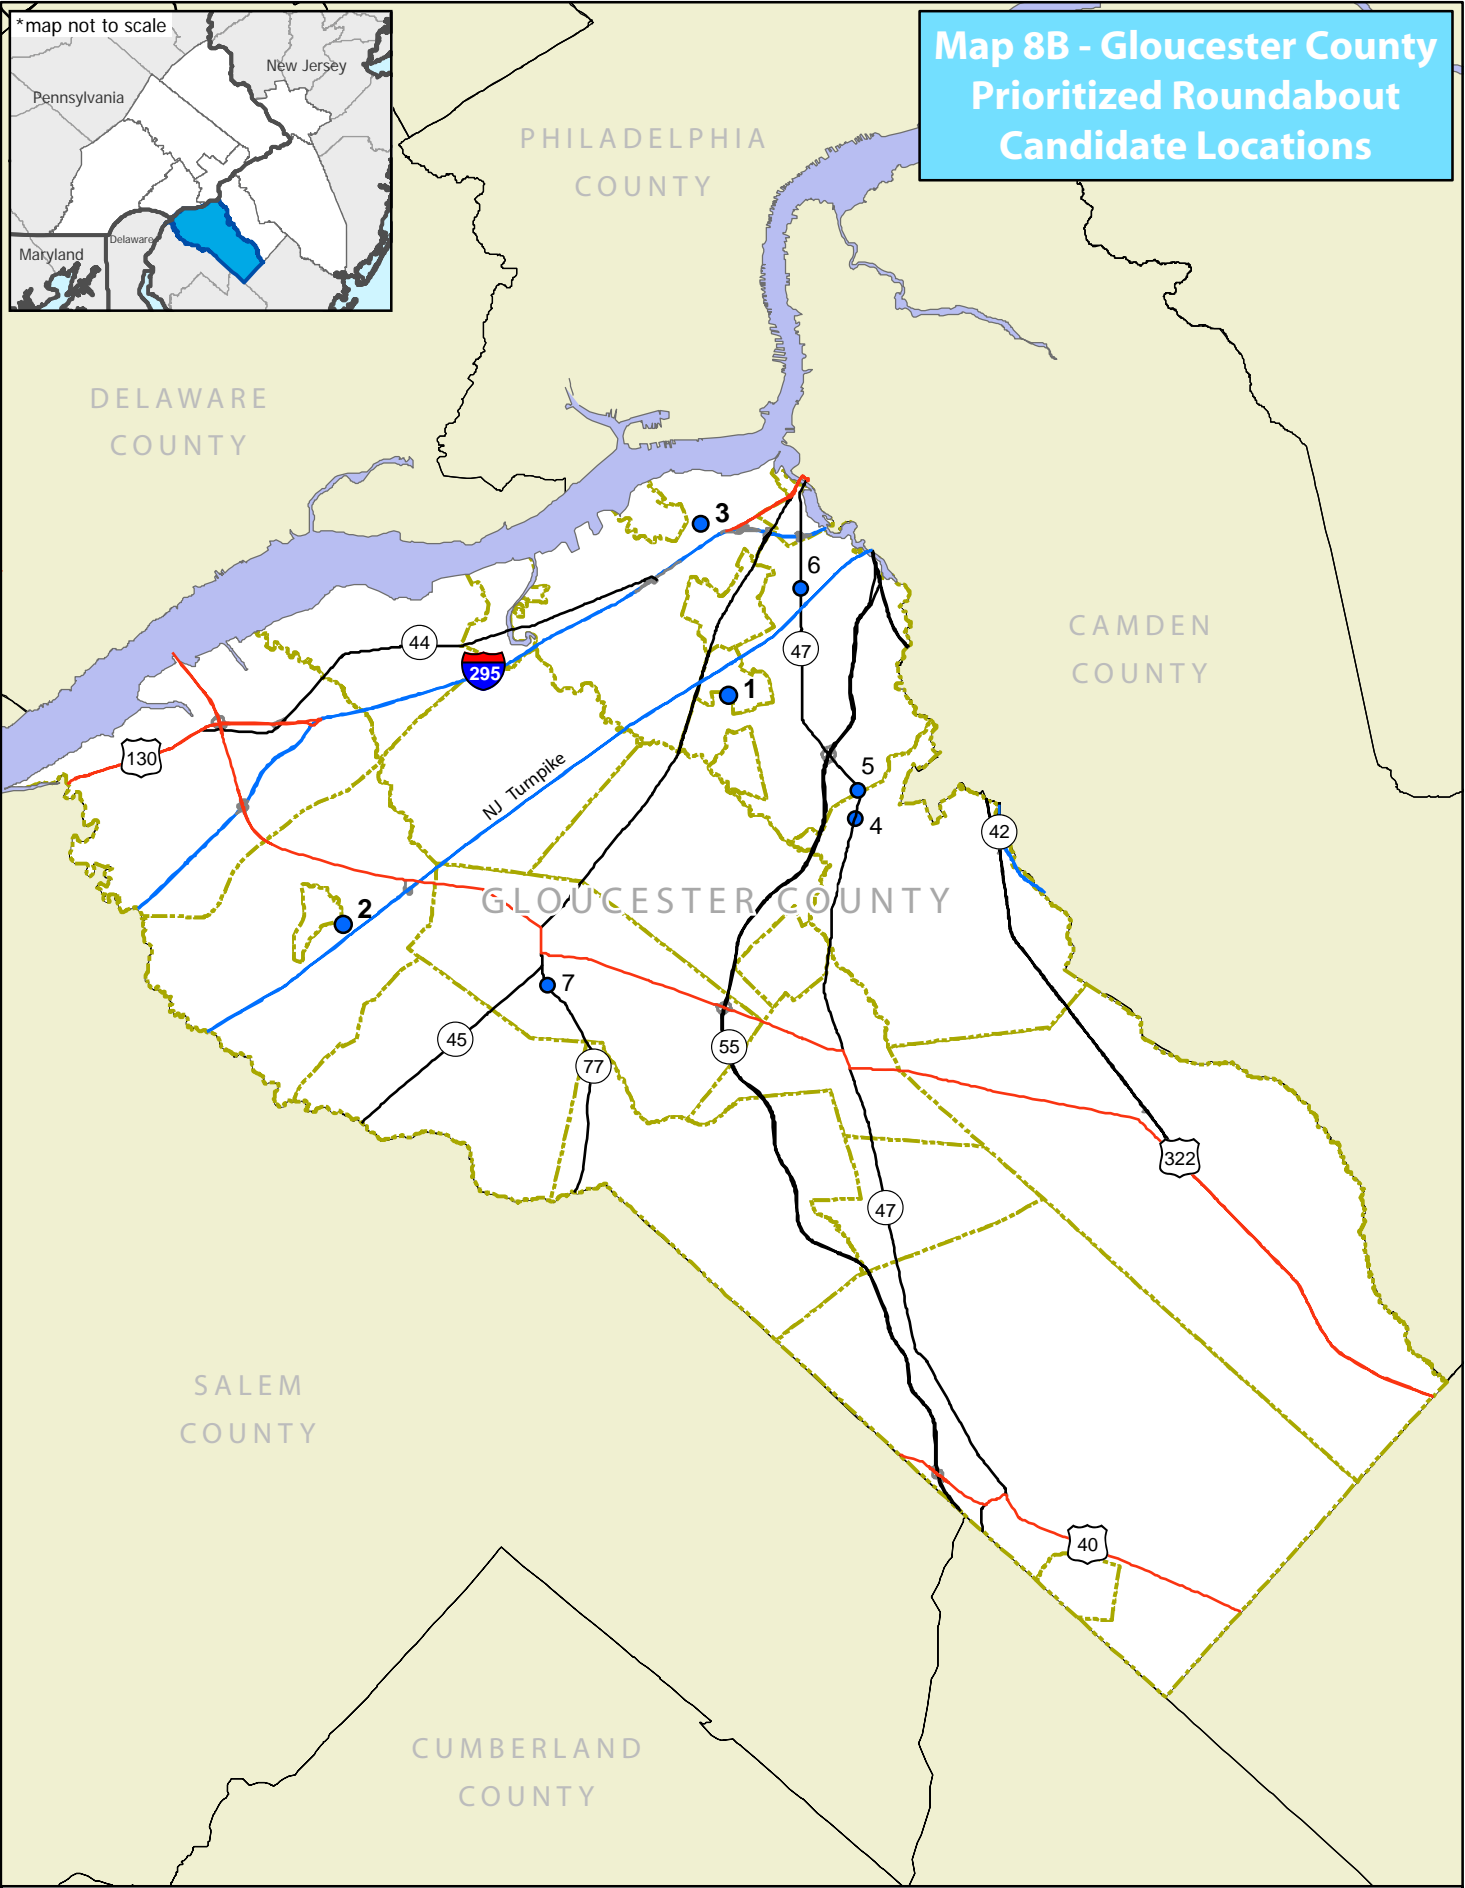 *map not to scale
New Jersey
Pennsylvania
Maryland
Delaware
Map 8B - Gloucester County
Prioritized Roundabout
Candidate Locations
PHILADELPHIA
COUNTY
DELAWARE
COUNTY
CAMDEN
COUNTY
3
6
44
295
47
1
130
NJ Turnpike
5
4
42
GLOUCESTER COUNTY
2
7
45
55
77
322
47
SALEM
COUNTY
40
CUMBERLAND
COUNTY